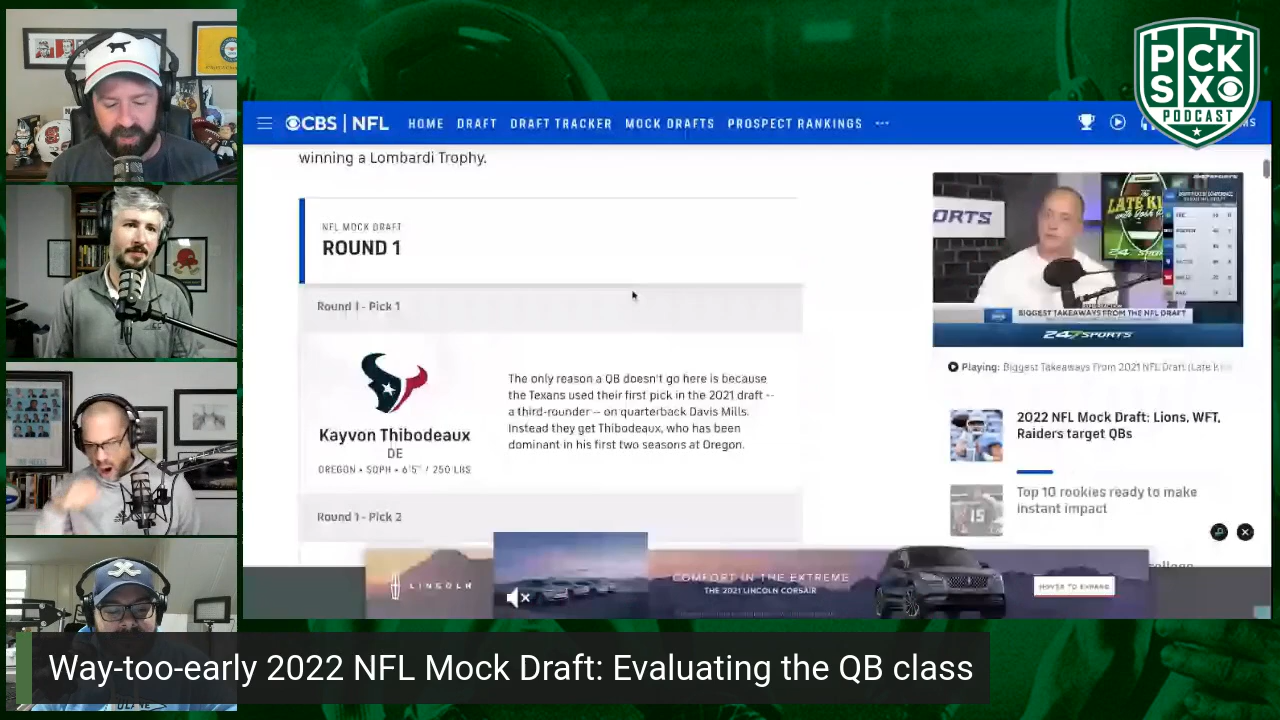 PICK
SIX
PODCAST
CBS | NFL HOME DRAFT DRAFT TRACKER MOCK DRAFTS PROSPECT RANKINGS ...
winning a Lombardi Trophy.
NFL MOCK DRAFT
ROUND 1
Round 1 - Pick 1
Kayvon Thibodeaux
DE
OREGON • SOPH • 6'5" / 250 LBS
The only reason a QB doesn't go here is because
the Texans used their first pick in the 2021 draft --
a third-rounder -- on quarterback Davis Mills.
Instead they get Thibodeaux, who has been
dominant in his first two seasons at Oregon.
Round 1 - Pick 2
ORTS
BIGGEST TAKEAWAYS FROM THE NFL DRAFT
247SPORTS
Playing: Biggest Takeaways From 2021 NFL Draft (Late Ki
2022 NFL Mock Draft: Lions, WFT,
Raiders target QBs
Top 10 rookies ready to make
instant impact
15
LINCOLN
COMFORT IN THE EXTREME
THE 2021 LINCOLN CORSAIR
HOVER TO EXPAND
Way-too-early 2022 NFL Mock Draft: Evaluating the QB class